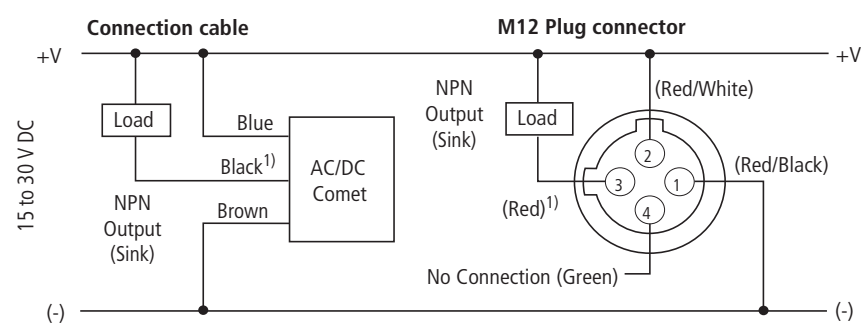 Connection cable
M12 Plug connector
+V
+V
15 to 30 V DC
Load
Blue
Black1)
Brown
NPN
Output
(Sink)
AC/DC
Comet
NPN
Output
(Sink)
Load
(Red/White)
(Red/Black)
(Red)1)
2
3
1
4
No Connection (Green)
(-)
(-)